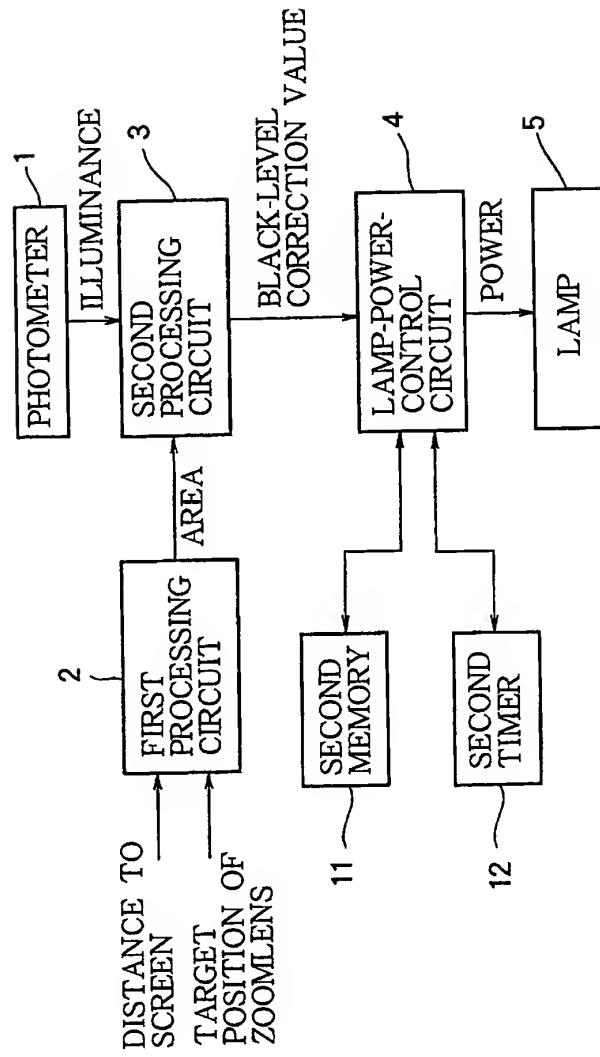 DISTANCE TO
SCREEN
TARGET
POSITION OF
ZOOMLENS
2
FIRST
PROCESSING
CIRCUIT
AREA
1
PHOTOMETER
ILLUMINANCE
3
SECOND
PROCESSING
CIRCUIT
BLACK-LEVEL
CORRECTION VALUE
4
LAMP-POWER-
CONTROL
CIRCUIT
POWER
5
LAMP
SECOND
MEMORY
11
SECOND
TIMER
12